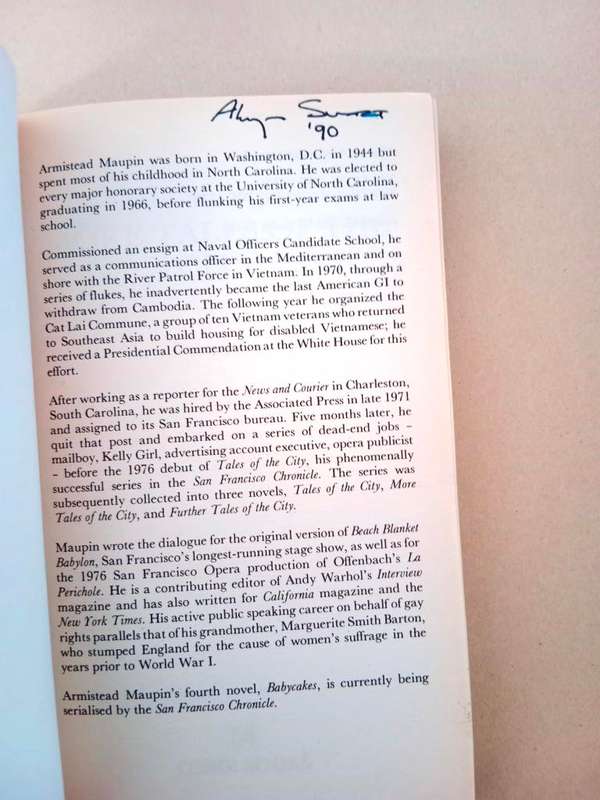 '90
Armistead Maupin was born in Washington, D.C. in 1944 but
spent most of his childhood in North Carolina. He was elected to
every major honorary society at the University of North Carolina,
graduating in 1966, before flunking his first-year exams at law
school.
Commissioned an ensign at Naval Officers Candidate School, he
served as a communications officer in the Mediterranean and on
shore with the River Patrol Force in Vietnam. In 1970, through a
series of flukes, he inadvertently became the last American GI to
withdraw from Cambodia. The following year he organized the
Cat Lai Commune, a group of ten Vietnam veterans who returned
to Southeast Asia to build housing for disabled Vietnamese; he
received a Presidential Commendation at the White House for this
effort.
After working as a reporter for the News and Courier in Charleston,
South Carolina, he was hired by the Associated Press in late 1971
and assigned to its San Francisco bureau. Five months later, he
quit that post and embarked on a series of dead-end jobs –
mailboy, Kelly Girl, advertising account executive, opera publicist
– before the 1976 debut of Tales of the City, his phenomenally
successful series in the San Francisco Chronicle. The series was
subsequently collected into three novels, Tales of the City, More
Tales of the City, and Further Tales of the City.
Maupin wrote the dialogue for the original version of Beach Blanket
Babylon, San Francisco's longest-running stage show, as well as for
the 1976 San Francisco Opera production of Offenbach's La
Perichole. He is a contributing editor of Andy Warhol's Interview
magazine and has also written for California magazine and the
New York Times. His active public speaking career on behalf of gay
rights parallels that of his grandmother, Marguerite Smith Barton,
who stumped England for the cause of women's suffrage in the
years prior to World War I.
Armistead Maupin's fourth novel, Babycakes, is currently being
serialised by the San Francisco Chronicle.